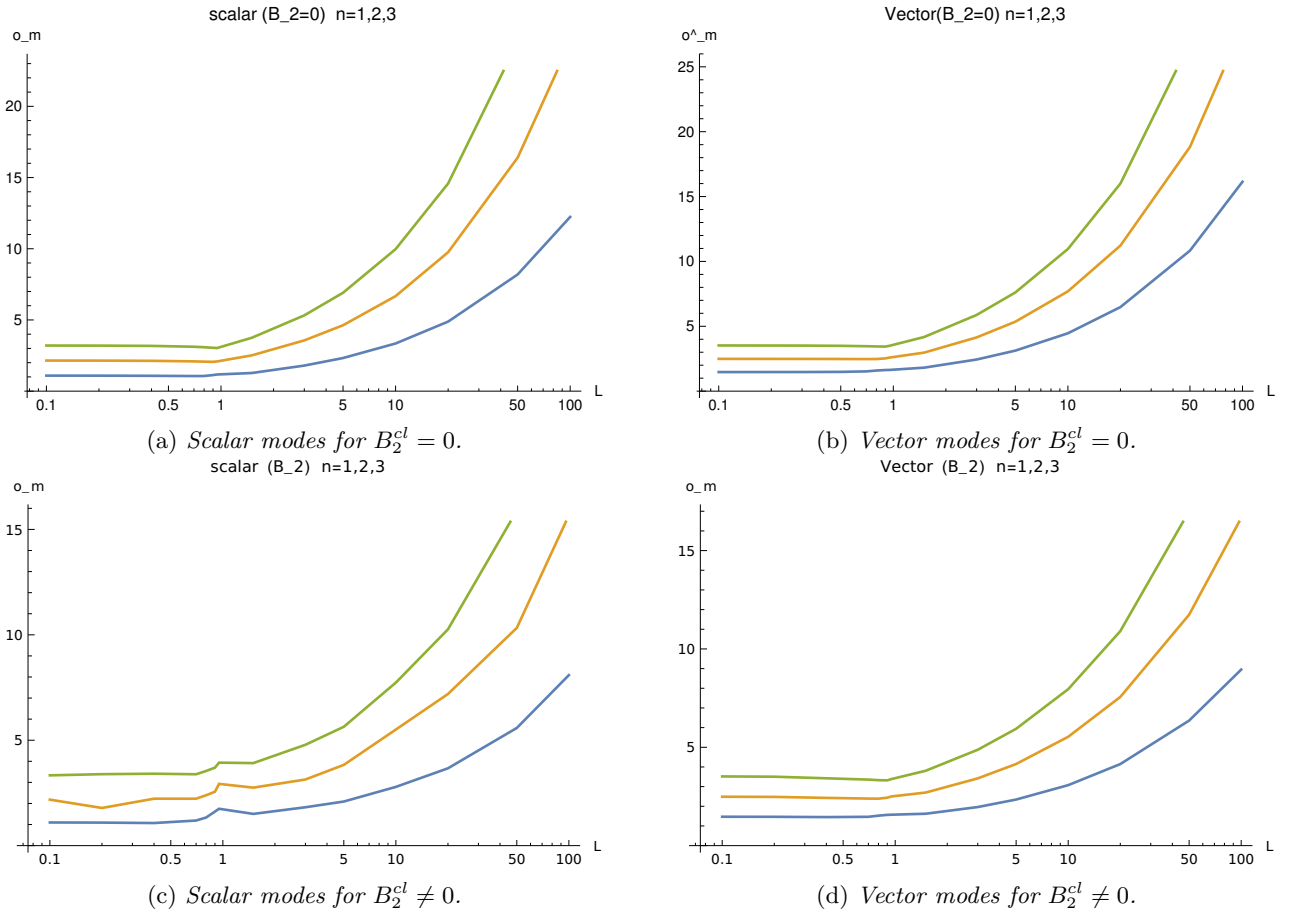 scalar (B_2=0) n=1,2,3
o_m
20
15
10
5
0.1 0.5 1 5 10 50 100 L
(a) Scalar modes for B_2^{cl} = 0.
Vector(B_2=0) n=1,2,3
o^_m
25
20
15
10
5
0.1 0.5 1 5 10 50 100 L
(b) Vector modes for B_2^{cl} = 0.
scalar (B_2) n=1,2,3
o_m
15
10
5
0.1 0.5 1 5 10 50 100 L
(c) Scalar modes for B_2^{cl} ≠ 0.
Vector (B_2) n=1,2,3
o_m
15
10
5
0.1 0.5 1 5 10 50 100 L
(d) Vector modes for B_2^{cl} ≠ 0.